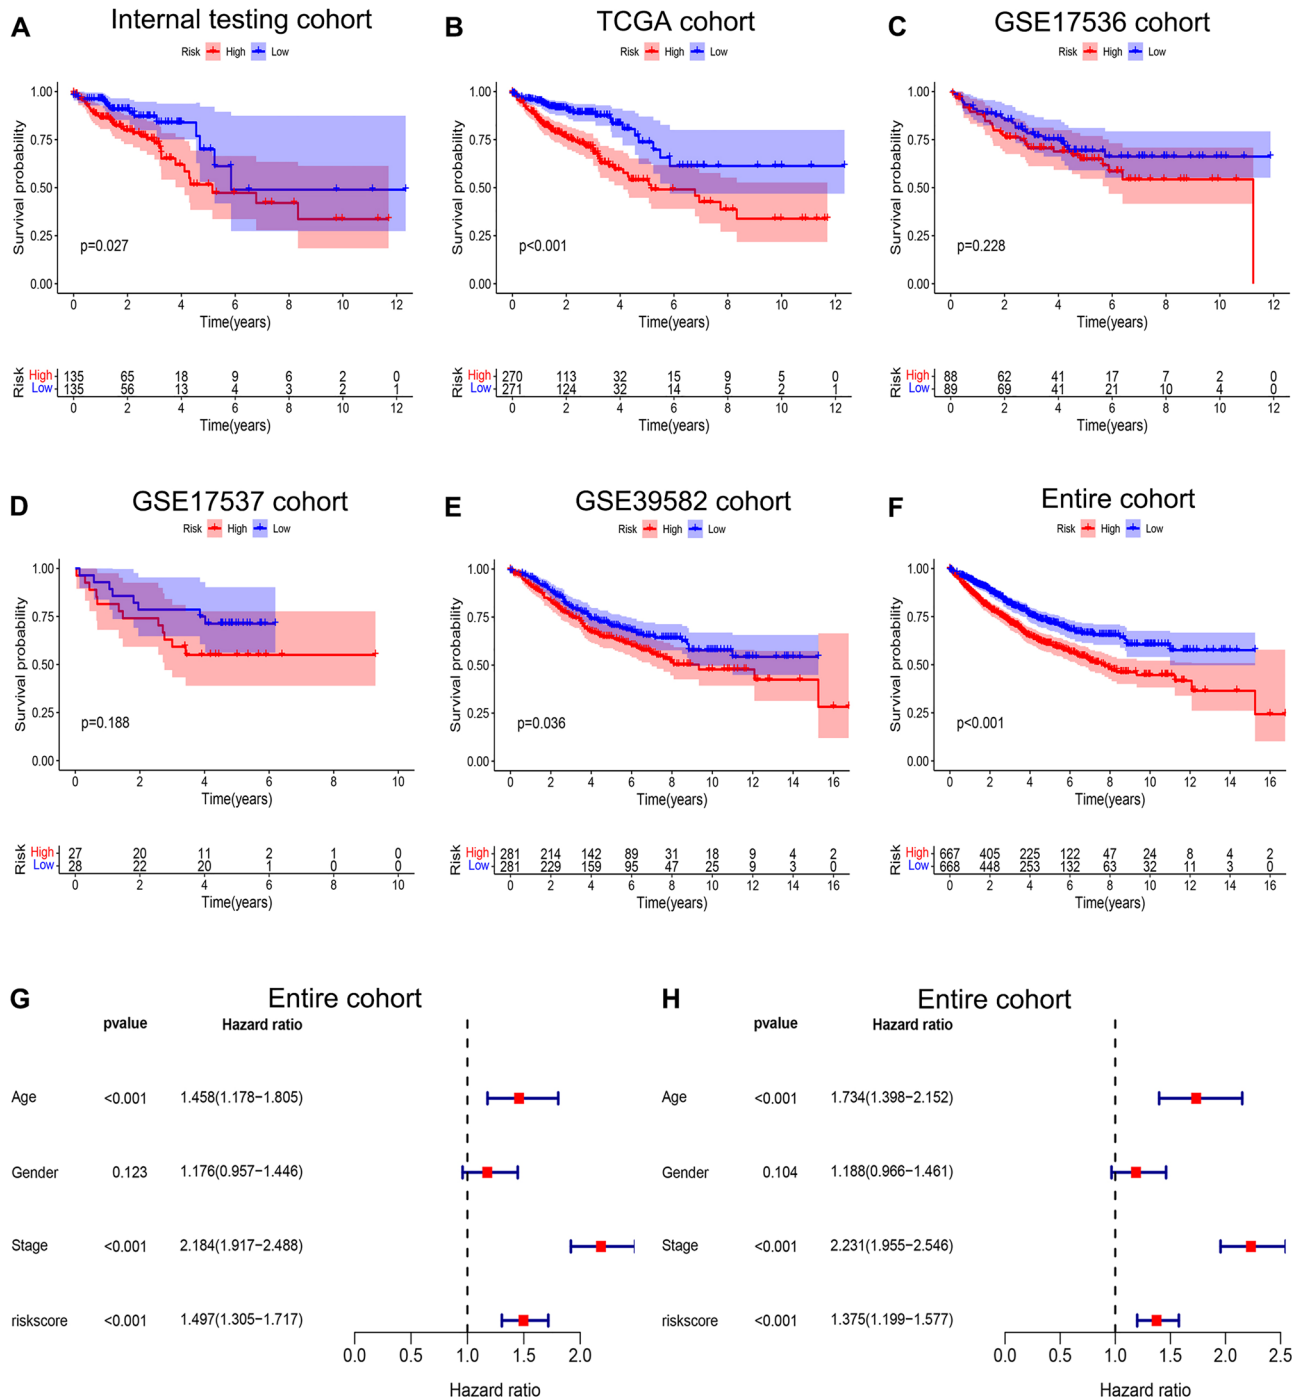 A Internal testing cohort
Risk High Low
Survival probability
1.00
0.75
0.50
0.25
0.00
p=0.027
0 2 4 6 8 10 12
Time(years)
Risk
High 135 65 18 9 6 2 0
Low 135 56 13 4 3 2 1
0 2 4 6 8 10 12
Time(years)
B TCGA cohort
Risk High Low
Survival probability
1.00
0.75
0.50
0.25
0.00
p<0.001
0 2 4 6 8 10 12
Time(years)
Risk
High 270 113 32 15 9 5 0
Low 271 124 32 14 5 2 1
0 2 4 6 8 10 12
Time(years)
C GSE17536 cohort
Risk High Low
Survival probability
1.00
0.75
0.50
0.25
0.00
p=0.228
0 2 4 6 8 10 12
Time(years)
Risk
High 88 62 41 17 7 2 0
Low 89 69 41 21 10 4 0
0 2 4 6 8 10 12
Time(years)
D GSE17537 cohort
Risk High Low
Survival probability
1.00
0.75
0.50
0.25
0.00
p=0.188
0 2 4 6 8 10
Time(years)
Risk
High 27 20 11 2 1 0
Low 28 22 20 1 0 0
0 2 4 6 8 10
Time(years)
E GSE39582 cohort
Risk High Low
Survival probability
1.00
0.75
0.50
0.25
0.00
p=0.036
0 2 4 6 8 10 12 14 16
Time(years)
Risk
High 281 214 142 89 31 18 9 4 2
Low 281 229 159 95 47 25 9 3 0
0 2 4 6 8 10 12 14 16
Time(years)
F Entire cohort
Risk High Low
Survival probability
1.00
0.75
0.50
0.25
0.00
p<0.001
0 2 4 6 8 10 12 14 16
Time(years)
Risk
High 667 405 225 122 47 24 8 4 2
Low 668 448 253 132 63 32 11 3 0
0 2 4 6 8 10 12 14 16
Time(years)
G Entire cohort
pvalue Hazard ratio
Age <0.001 1.458(1.178−1.805)
Gender 0.123 1.176(0.957−1.446)
Stage <0.001 2.184(1.917−2.488)
riskscore <0.001 1.497(1.305−1.717)
0.0 0.5 1.0 1.5 2.0
Hazard ratio
H Entire cohort
pvalue Hazard ratio
Age <0.001 1.734(1.398−2.152)
Gender 0.104 1.188(0.966−1.461)
Stage <0.001 2.231(1.955−2.546)
riskscore <0.001 1.375(1.199−1.577)
0.0 0.5 1.0 1.5 2.0 2.5
Hazard ratio